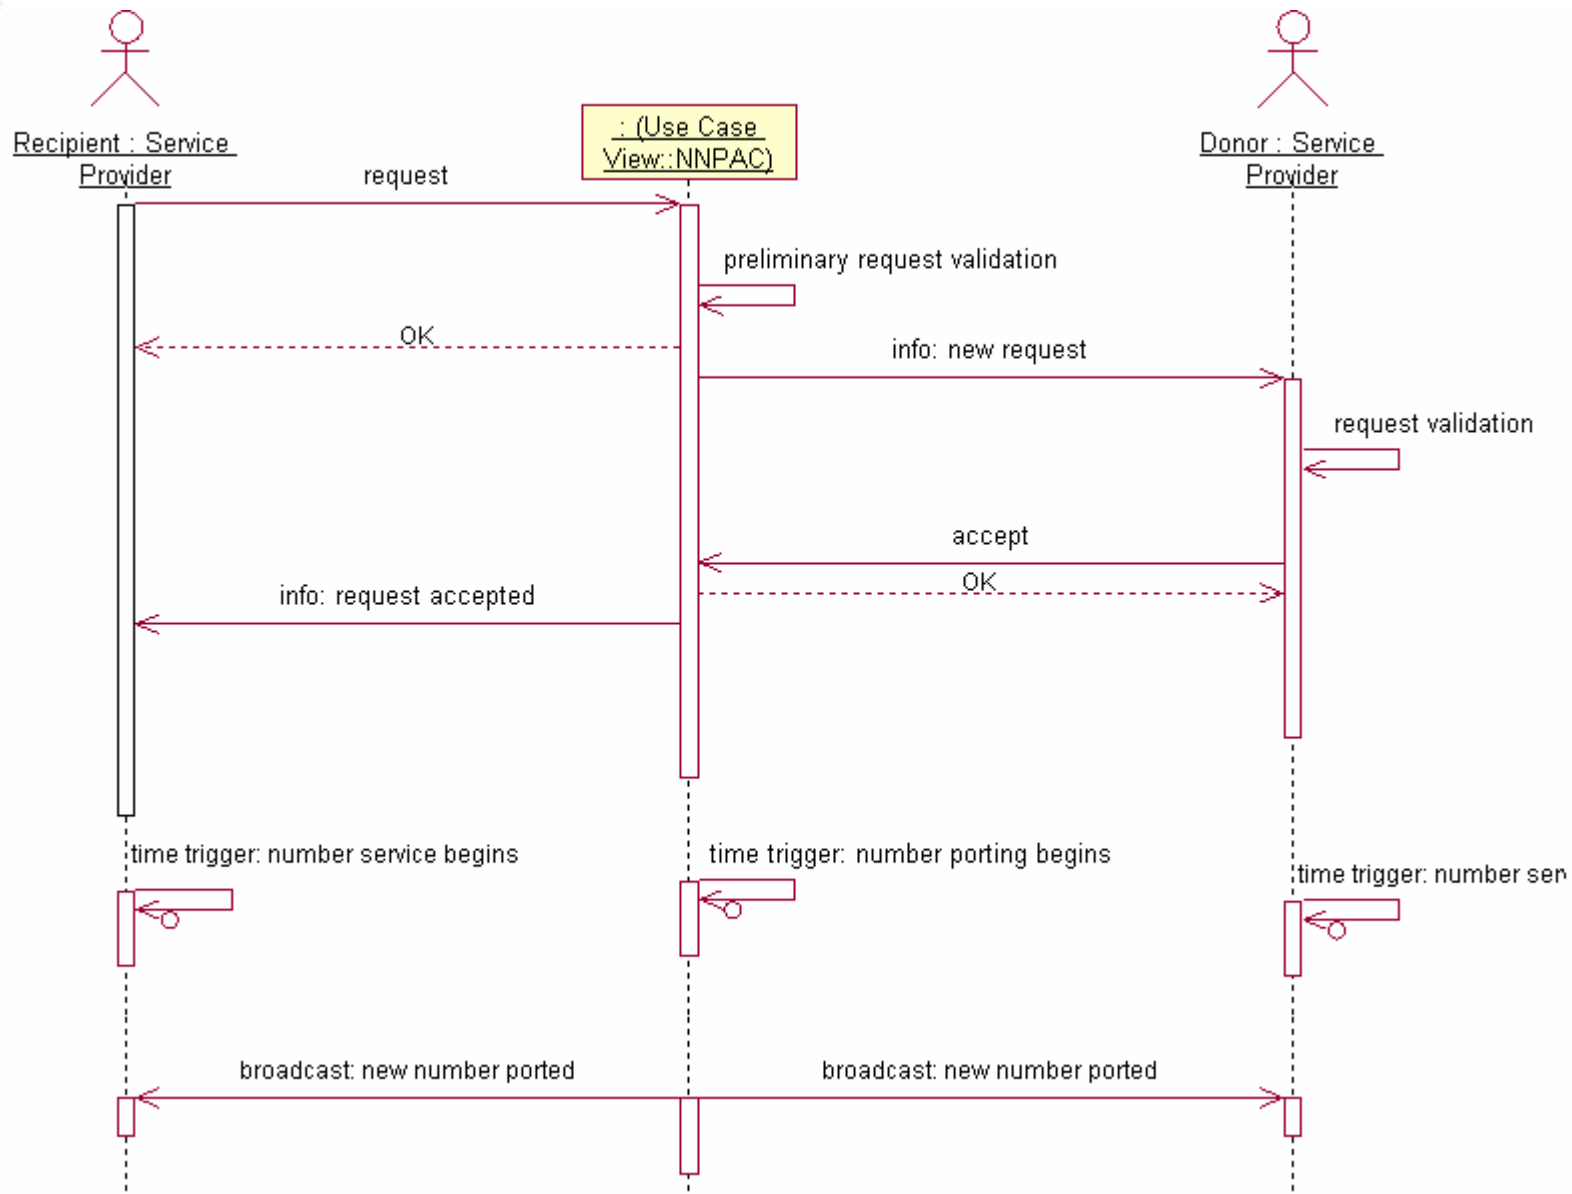 Recipient : Service
Provider
: (Use Case
View::NNPAC)
Donor : Service
Provider
request
preliminary request validation
OK
info: new request
request validation
accept
OK
info: request accepted
time trigger: number service begins
time trigger: number porting begins
time trigger: number
broadcast: new number ported
broadcast: new number ported